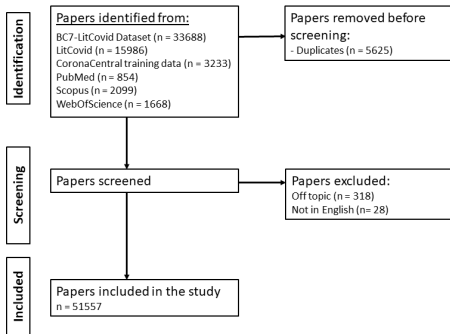 Identification
Papers identified from:
BC7-LitCovid Dataset (n = 33688)
LitCovid (n = 15986)
CoronaCentral training data (n = 3233)
PubMed (n = 854)
Scopus (n = 2099)
WebOfScience (n = 1668)
Papers removed before
screening:
- Duplicates (n = 5625)
Screening
Papers screened
Papers excluded:
Off topic (n = 318)
Not in English (n= 28)
Included
Papers included in the study
n = 51557